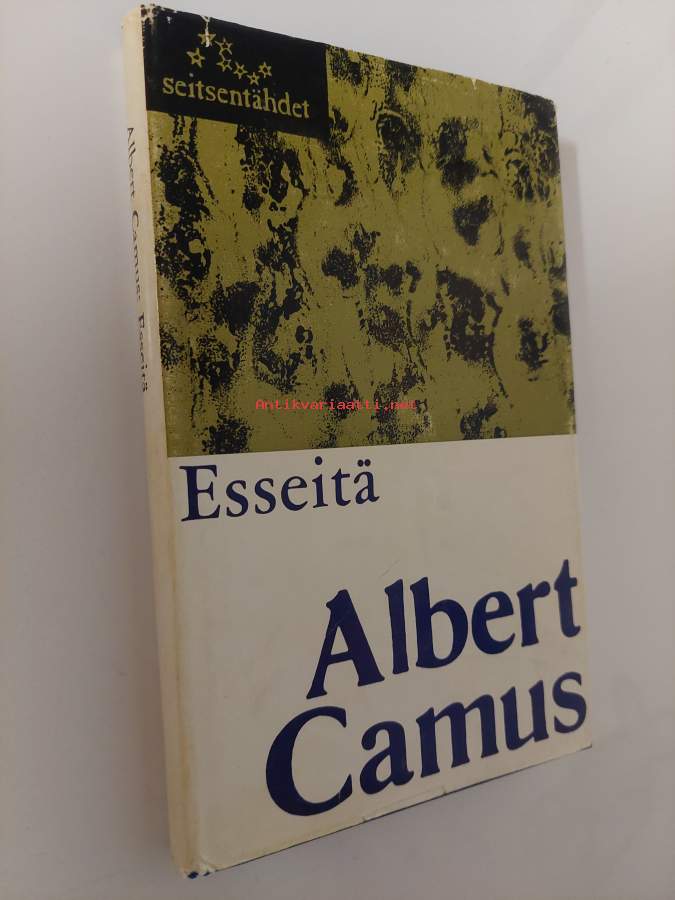 seitsentähdet
Albert Camus: Esseitä
Antikvariaatti.net
Esseitä
Albert
Camus